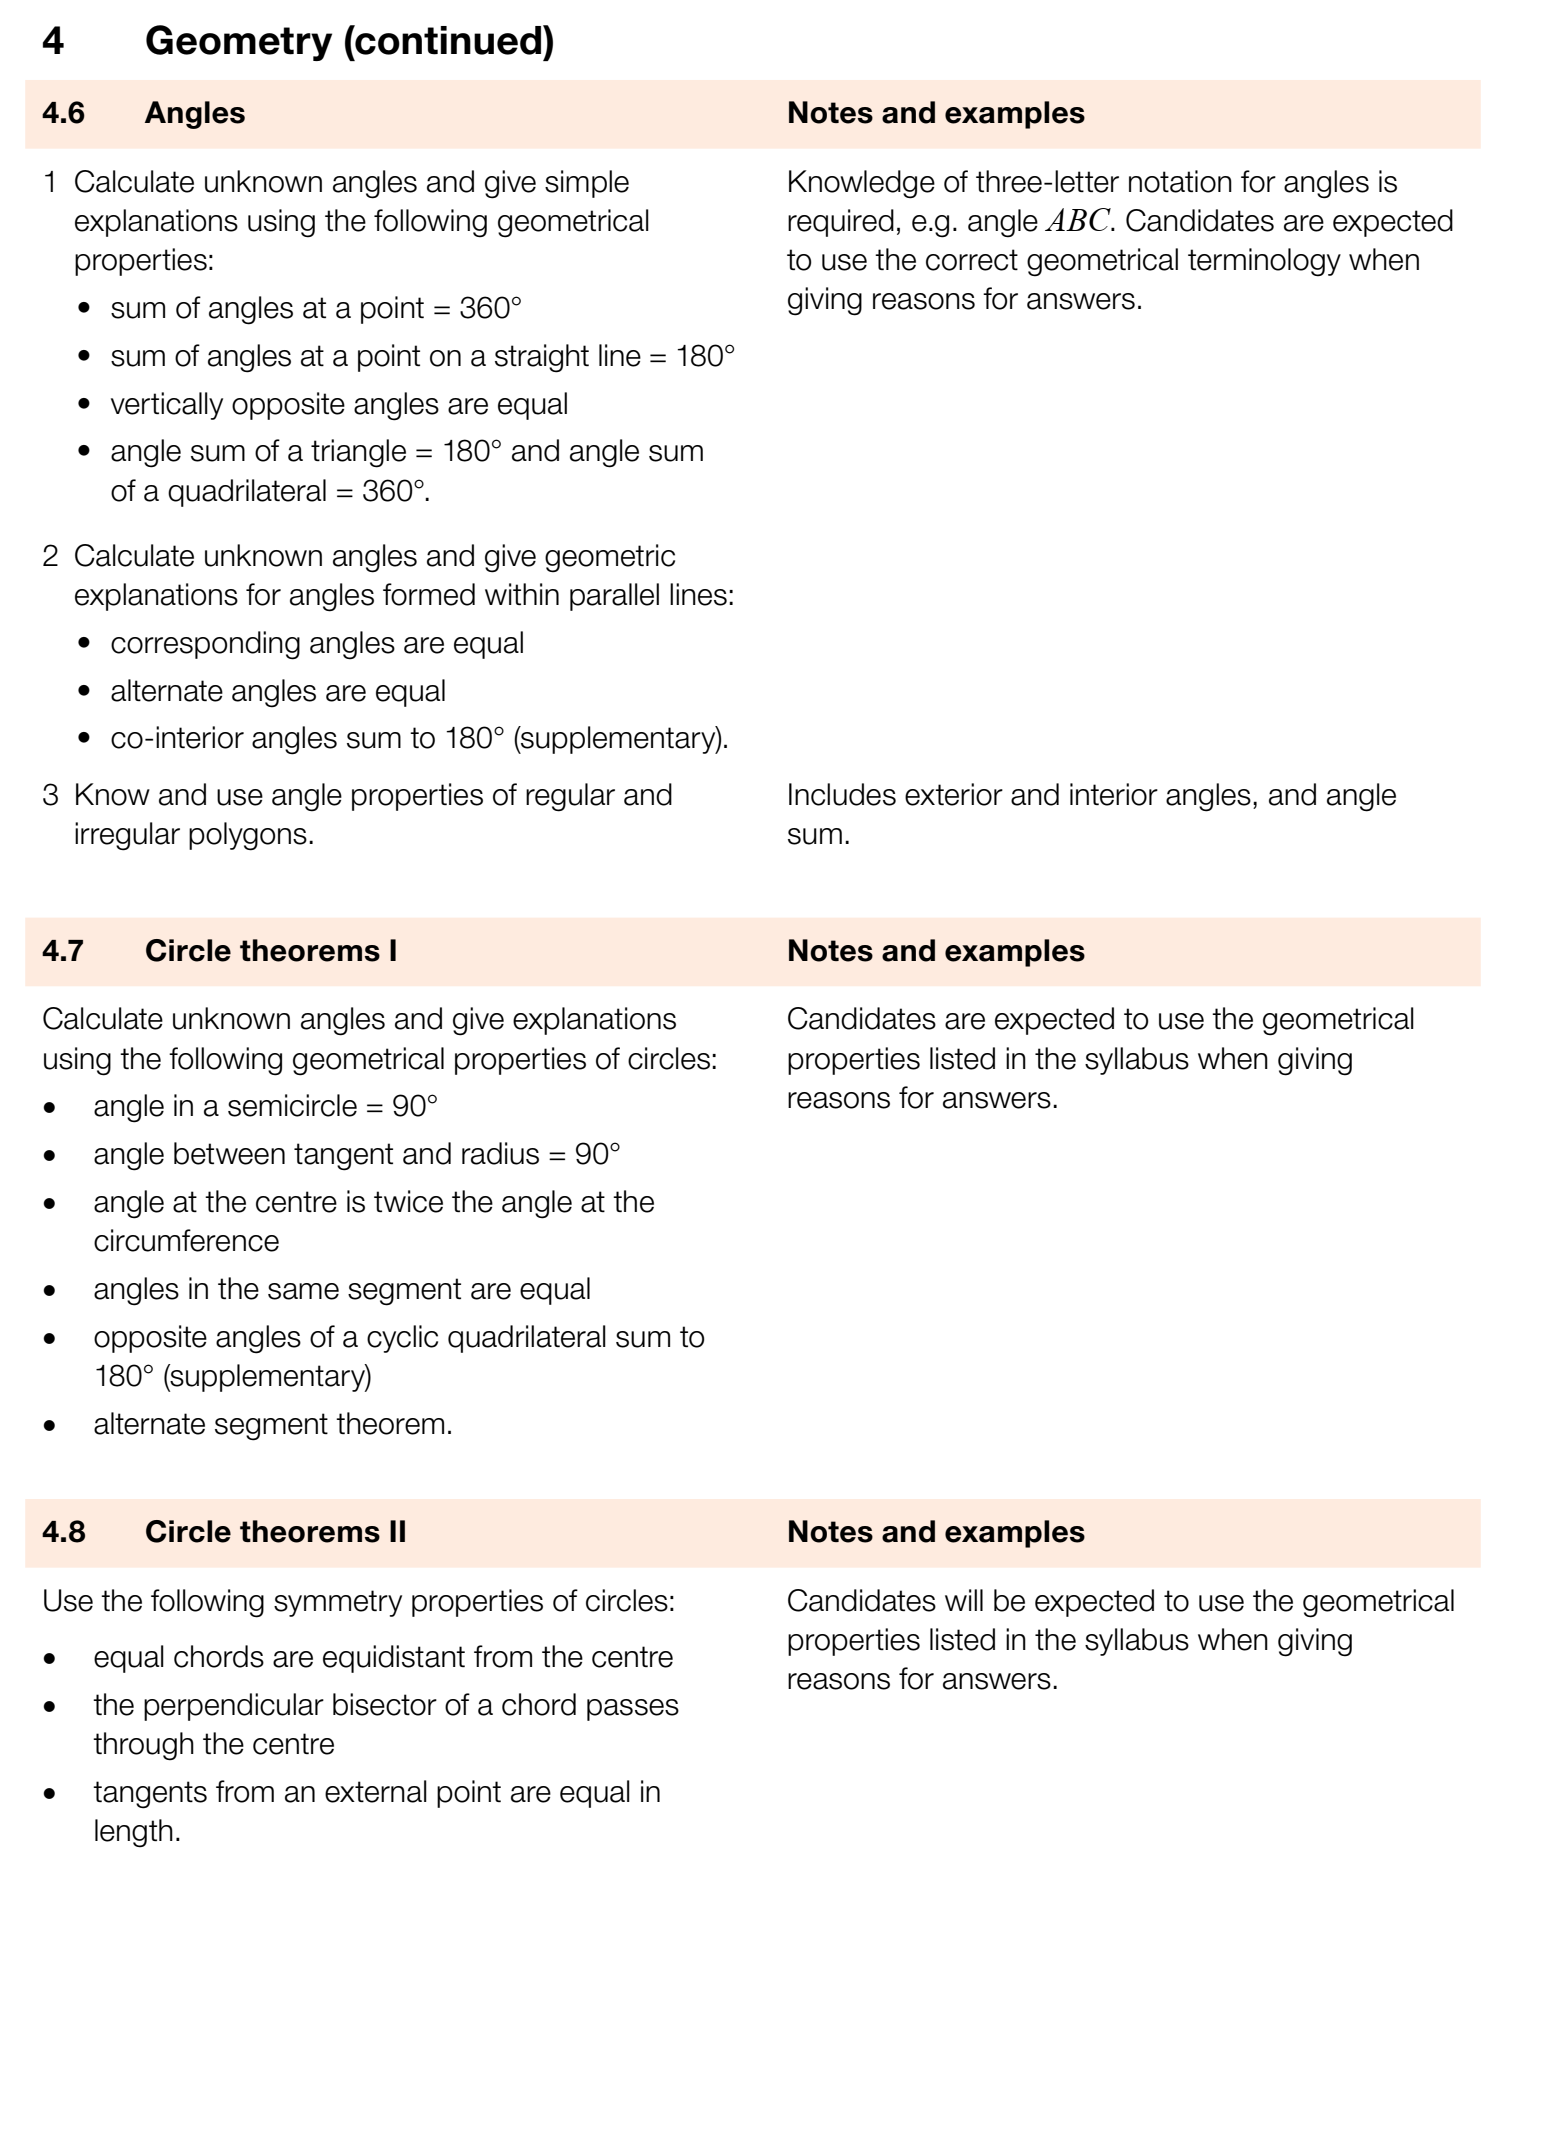 4 Geometry (continued)
4.6 Angles Notes and examples
1 Calculate unknown angles and give simple
explanations using the following geometrical
properties:
• sum of angles at a point = 360°
• sum of angles at a point on a straight line = 180°
• vertically opposite angles are equal
• angle sum of a triangle = 180° and angle sum
of a quadrilateral = 360°.
Knowledge of three-letter notation for angles is
required, e.g. angle ABC. Candidates are expected
to use the correct geometrical terminology when
giving reasons for answers.
2 Calculate unknown angles and give geometric
explanations for angles formed within parallel lines:
• corresponding angles are equal
• alternate angles are equal
• co-interior angles sum to 180° (supplementary).
3 Know and use angle properties of regular and
irregular polygons.
Includes exterior and interior angles, and angle
sum.
4.7 Circle theorems I Notes and examples
Calculate unknown angles and give explanations
using the following geometrical properties of circles:
• angle in a semicircle = 90°
• angle between tangent and radius = 90°
• angle at the centre is twice the angle at the
circumference
• angles in the same segment are equal
• opposite angles of a cyclic quadrilateral sum to
180° (supplementary)
• alternate segment theorem.
Candidates are expected to use the geometrical
properties listed in the syllabus when giving
reasons for answers.
4.8 Circle theorems II Notes and examples
Use the following symmetry properties of circles:
• equal chords are equidistant from the centre
• the perpendicular bisector of a chord passes
through the centre
• tangents from an external point are equal in
length.
Candidates will be expected to use the geometrical
properties listed in the syllabus when giving
reasons for answers.